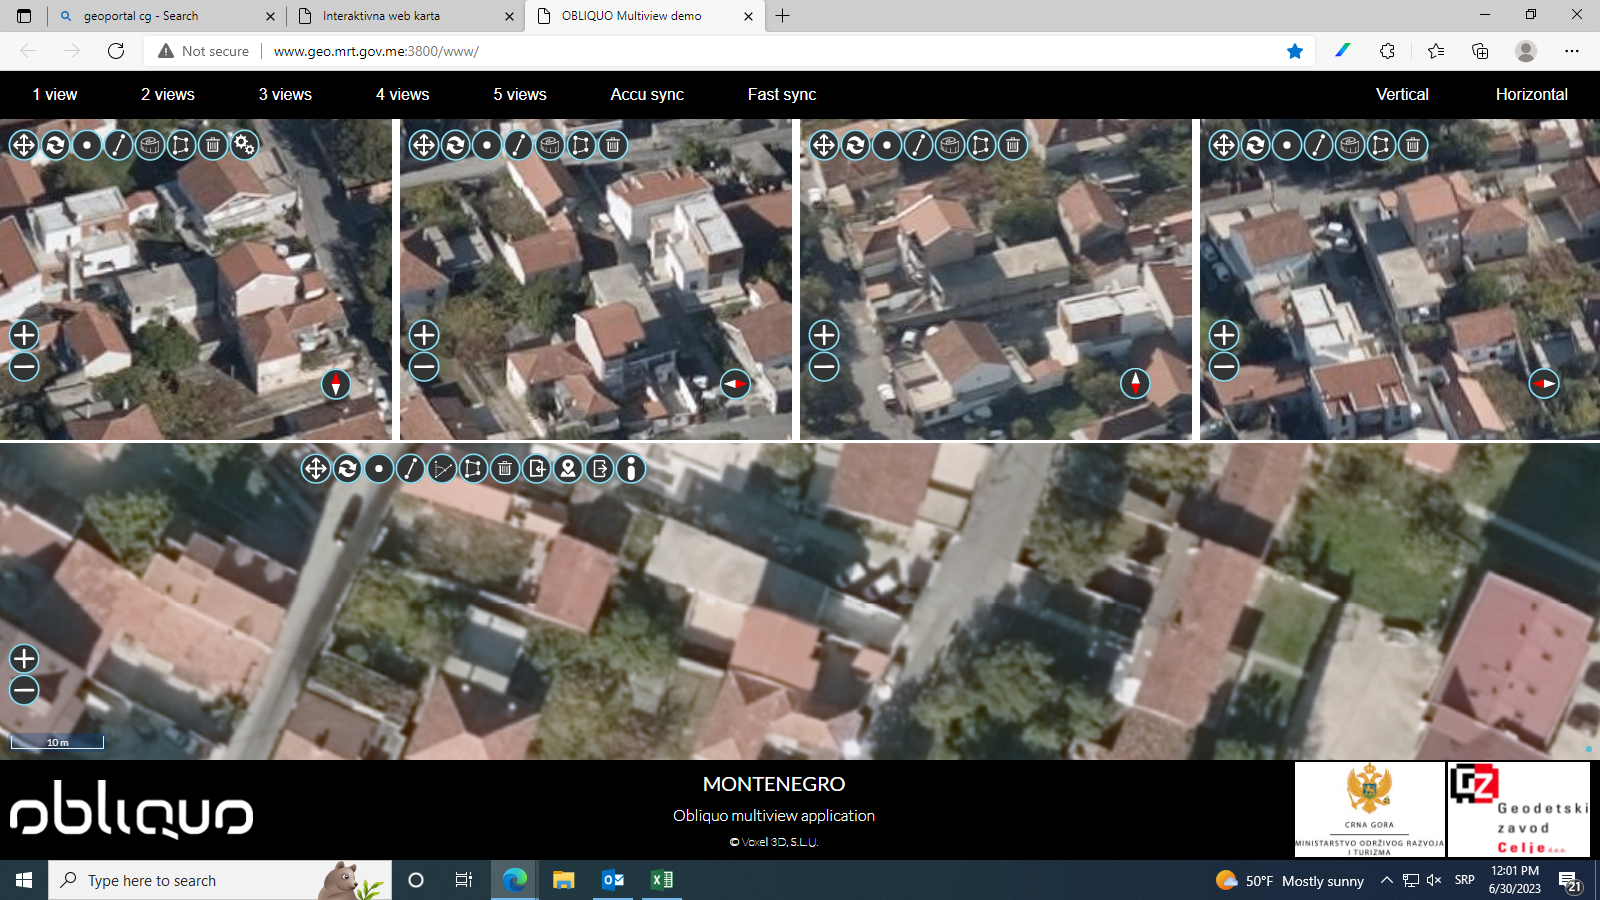 geoportal cg - Search
Interaktivna web karta
OBLIQUO Multiview demo
Not secure
www.geo.mrt.gov.me:3800/www/
1 view
2 views
3 views
4 views
5 views
Accu sync
Fast sync
Vertical
Horizontal
10 m
obliquo
MONTENEGRO
Obliquo multiview application
© Voxel 3D, S.L.U.
CRNA GORA
MINISTARSTVO ODRŽIVOG RAZVOJA
I TURIZMA
GZ
Geodetski
zavod
Celje d.o.o.
Type here to search
50°F Mostly sunny
SRP
12:01 PM
6/30/2023
21